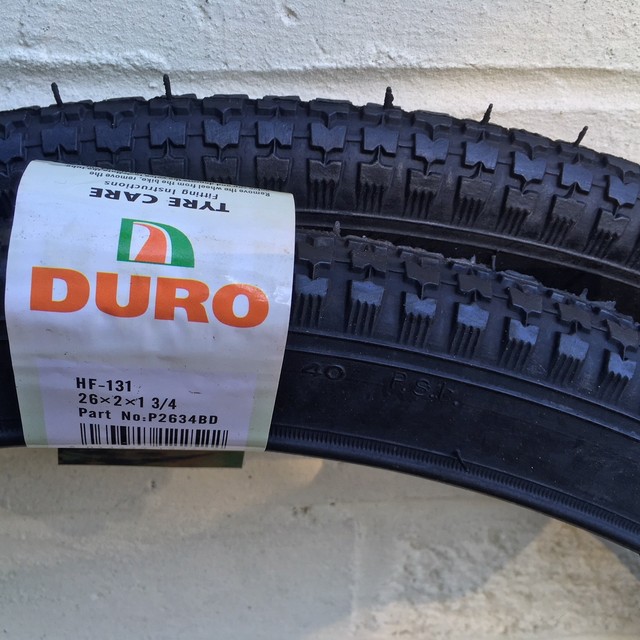 TYRE CARE
Fitting Instructions
DURO
HF-131
26×2×1 3/4
Part No:P2634BD
40 P.S.I.